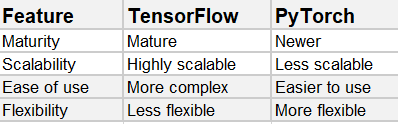 Feature TensorFlow PyTorch
Maturity Mature Newer
Scalability Highly scalable Less scalable
Ease of use More complex Easier to use
Flexibility Less flexible More flexible